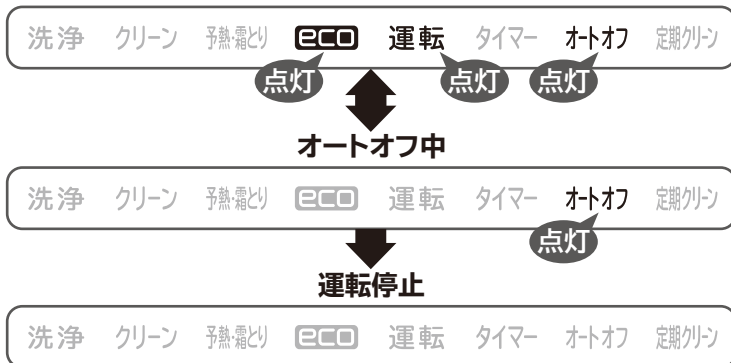 洗浄 クリーン 予熱・霜とり eco 運転 タイマー オートオフ 定期クリーン
点灯 点灯 点灯
オートオフ中
洗浄 クリーン 予熱・霜とり eco 運転 タイマー オートオフ 定期クリーン
点灯
運転停止
洗浄 クリーン 予熱・霜とり eco 運転 タイマー オートオフ 定期クリーン